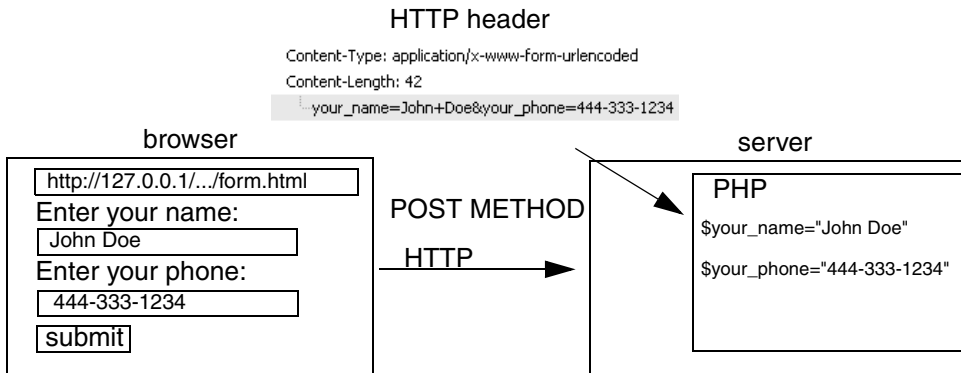 HTTP header
Content-Type: application/x-www-form-urlencoded
Content-Length: 42
your_name=John+Doe&your_phone=444-333-1234
browser
http://127.0.0.1/.../form.html
Enter your name:
John Doe
Enter your phone:
444-333-1234
submit
POST METHOD
HTTP
server
PHP
$your_name="John Doe"
$your_phone="444-333-1234"